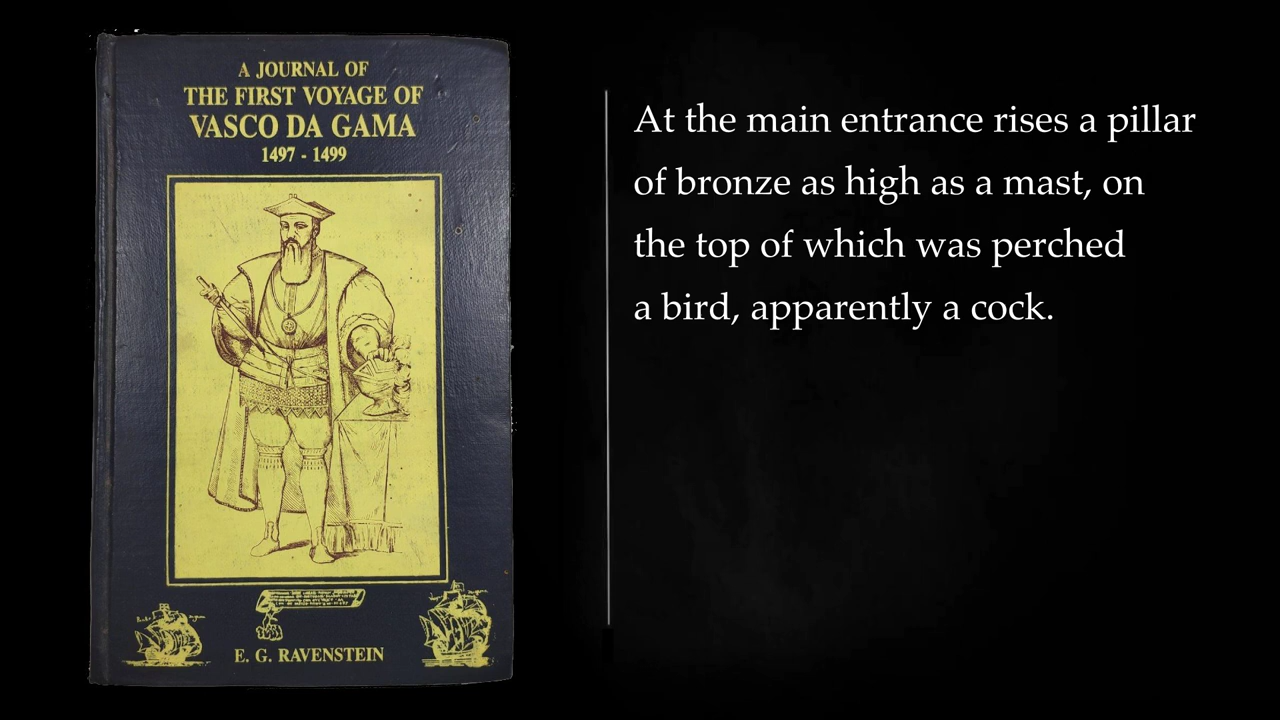 A JOURNAL OF
THE FIRST VOYAGE OF
VASCO DA GAMA
1497 - 1499
E. G. RAVENSTEIN
At the main entrance rises a pillar
of bronze as high as a mast, on
the top of which was perched
a bird, apparently a cock.